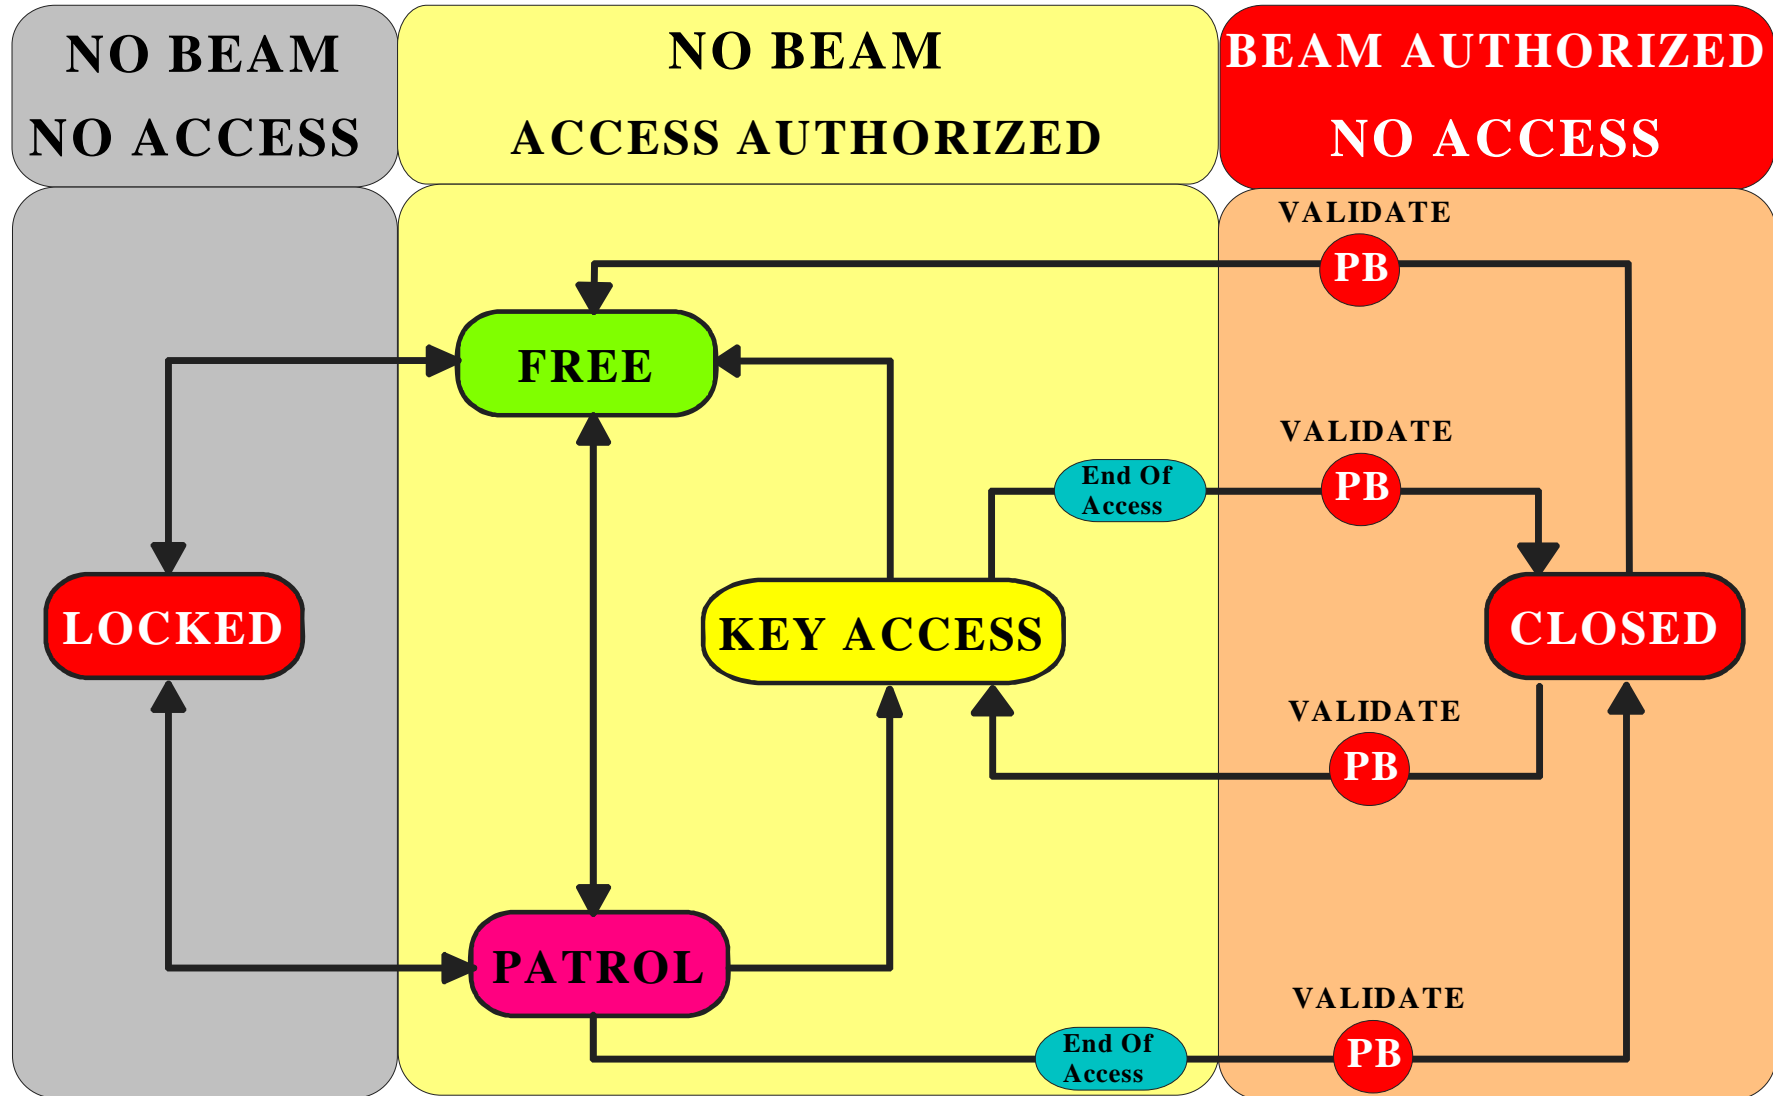 NO BEAM
NO ACCESS
NO BEAM
ACCESS AUTHORIZED
BEAM AUTHORIZED
NO ACCESS
VALIDATE
PB
FREE
VALIDATE
End Of
Access
PB
LOCKED
KEY ACCESS
CLOSED
VALIDATE
PB
PATROL
VALIDATE
End Of
Access
PB